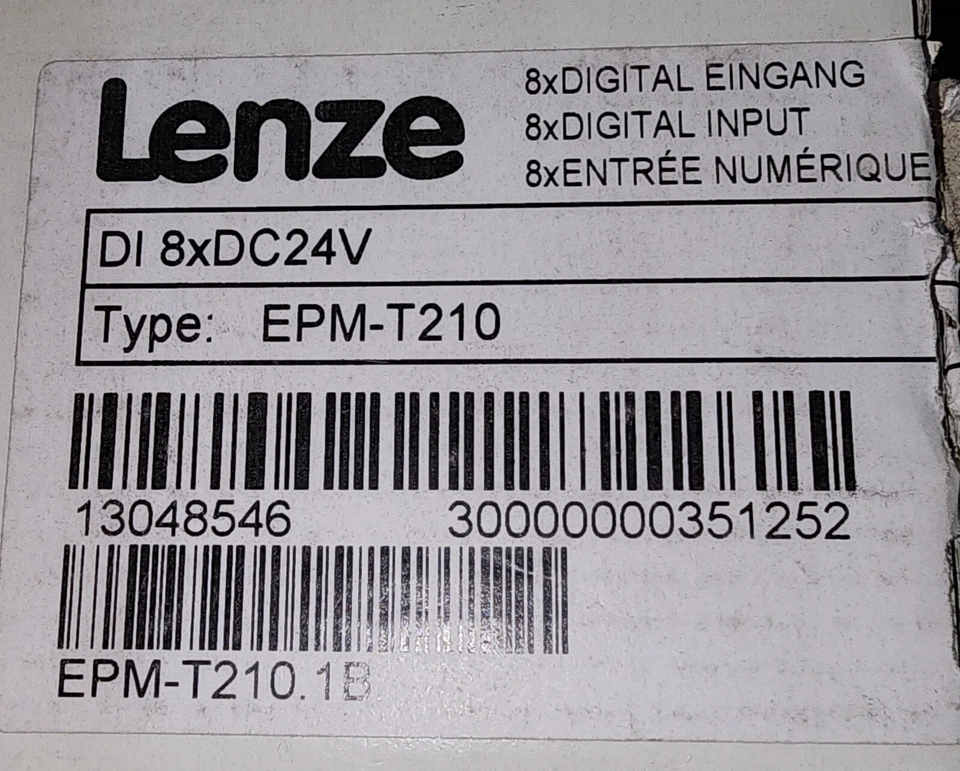 Lenze
8xDIGITAL EINGANG
8xDIGITAL INPUT
8xENTRÉE NUMÉRIQUE
DI 8xDC24V
Type: EPM-T210
13048546 30000000351252
EPM-T210.1B